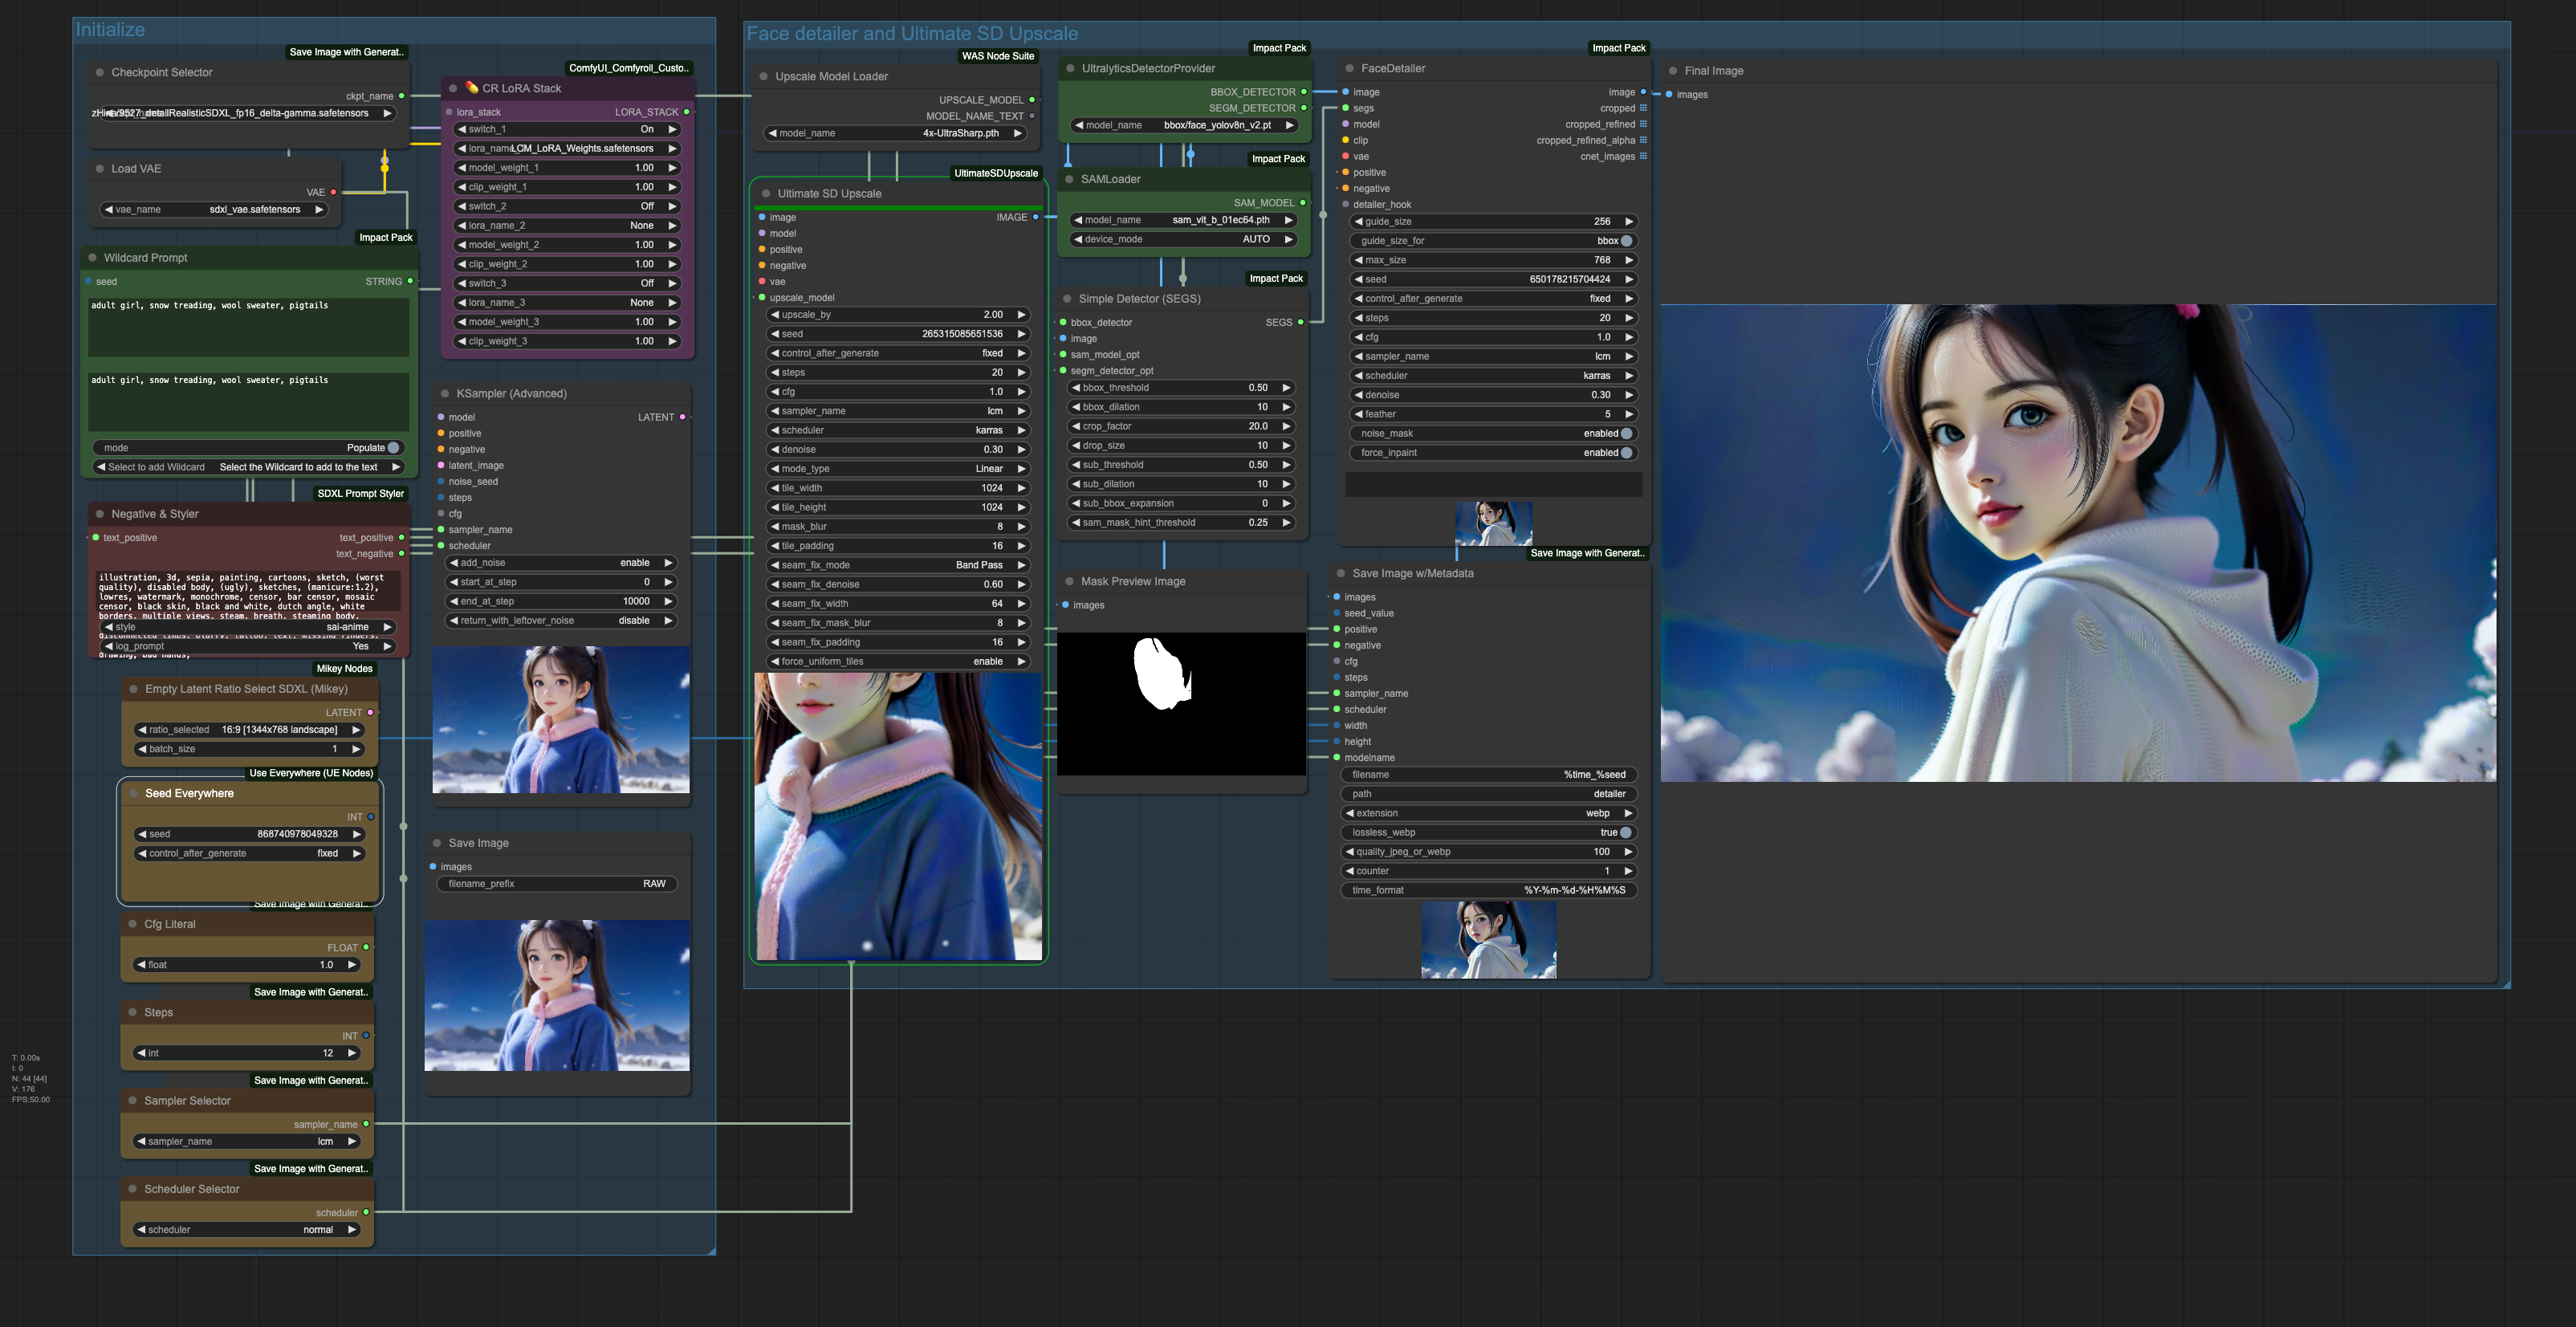 Initialize
Save Image with Generat..
Checkpoint Selector
ckpt_name
detailRealisticSDXL_fp16_delta-gamma.safetensors
Load VAE
VAE
vae_name sdxl_vae.safetensors
Impact Pack
Wildcard Prompt
seed STRING
adult girl, snow treading, wool sweater, pigtails
adult girl, snow treading, wool sweater, pigtails
mode Populate
Select to add Wildcard Select the Wildcard to add to the text
SDXL Prompt Styler
Negative & Styler
text_positive text_positive
text_negative
illustration, 3d, sepia, painting, cartoons, sketch, (worst
quality), disabled body, (ugly), sketches, (manicure:1.2),
lowres, watermark, monochrome, censor, bar censor, mosaic
censor, black skin, black and white, dutch angle, white
borders, multiple views, steam, breath, steaming body,
style sai-anime
log_prompt Yes
drawing, bad hands,
Mikey Nodes
Empty Latent Ratio Select SDXL (Mikey)
LATENT
ratio_selected 16:9 [1344x768 landscape]
batch_size 1
Use Everywhere (UE Nodes)
Seed Everywhere
INT
seed 868740978049328
control_after_generate fixed
Save Image with Generat..
Cfg Literal
FLOAT
float 1.0
Save Image with Generat..
Steps
INT
int 12
Save Image with Generat..
Sampler Selector
sampler_name
sampler_name lcm
Save Image with Generat..
Scheduler Selector
scheduler
scheduler normal
T: 0.00s
I: 0
N: 44 [44]
V: 176
FPS:50.00
ComfyUI_Comfyroll_Custo..
CR LoRA Stack
lora_stack LORA_STACK
switch_1 On
LCM_LoRA_Weights.safetensors
model_weight_1 1.00
clip_weight_1 1.00
switch_2 Off
lora_name_2 None
model_weight_2 1.00
clip_weight_2 1.00
switch_3 Off
lora_name_3 None
model_weight_3 1.00
clip_weight_3 1.00
KSampler (Advanced)
model LATENT
positive
negative
latent_image
noise_seed
steps
cfg
sampler_name
scheduler
add_noise enable
start_at_step 0
end_at_step 10000
return_with_leftover_noise disable
Save Image
images
filename_prefix RAW
Face detailer and Ultimate SD Upscale
WAS Node Suite
Upscale Model Loader
UPSCALE_MODEL
MODEL_NAME_TEXT
model_name 4x-UltraSharp.pth
UltimateSDUpscale
Ultimate SD Upscale
image IMAGE
model
positive
negative
vae
upscale_model
upscale_by 2.00
seed 265315085651536
control_after_generate fixed
steps 20
cfg 1.0
sampler_name lcm
scheduler karras
denoise 0.30
mode_type Linear
tile_width 1024
tile_height 1024
mask_blur 8
tile_padding 16
seam_fix_mode Band Pass
seam_fix_denoise 0.60
seam_fix_width 64
seam_fix_mask_blur 8
seam_fix_padding 16
force_uniform_tiles enable
Impact Pack
UltralyticsDetectorProvider
BBOX_DETECTOR
SEGM_DETECTOR
model_name bbox/face_yolov8n_v2.pt
Impact Pack
SAMLoader
SAM_MODEL
model_name sam_vit_b_01ec64.pth
device_mode AUTO
Impact Pack
Simple Detector (SEGS)
bbox_detector SEGS
image
sam_model_opt
segm_detector_opt
bbox_threshold 0.50
bbox_dilation 10
crop_factor 20.0
drop_size 10
sub_threshold 0.50
sub_dilation 10
sub_bbox_expansion 0
sam_mask_hint_threshold 0.25
Mask Preview Image
images
Impact Pack
FaceDetailer
image image
segs cropped
model cropped_refined
clip cropped_refined_alpha
vae cnet_images
positive
negative
detailer_hook
guide_size 256
guide_size_for bbox
max_size 768
seed 650178215704424
control_after_generate fixed
steps 20
cfg 1.0
sampler_name lcm
scheduler karras
denoise 0.30
feather 5
noise_mask enabled
force_inpaint enabled
Save Image with Generat..
Save Image w/Metadata
images
seed_value
positive
negative
cfg
steps
sampler_name
scheduler
width
height
modelname
filename %time_%seed
path detailer
extension webp
lossless_webp true
quality_jpeg_or_webp 100
counter 1
time_format %Y-%m-%d-%H%M%S
Final Image
images